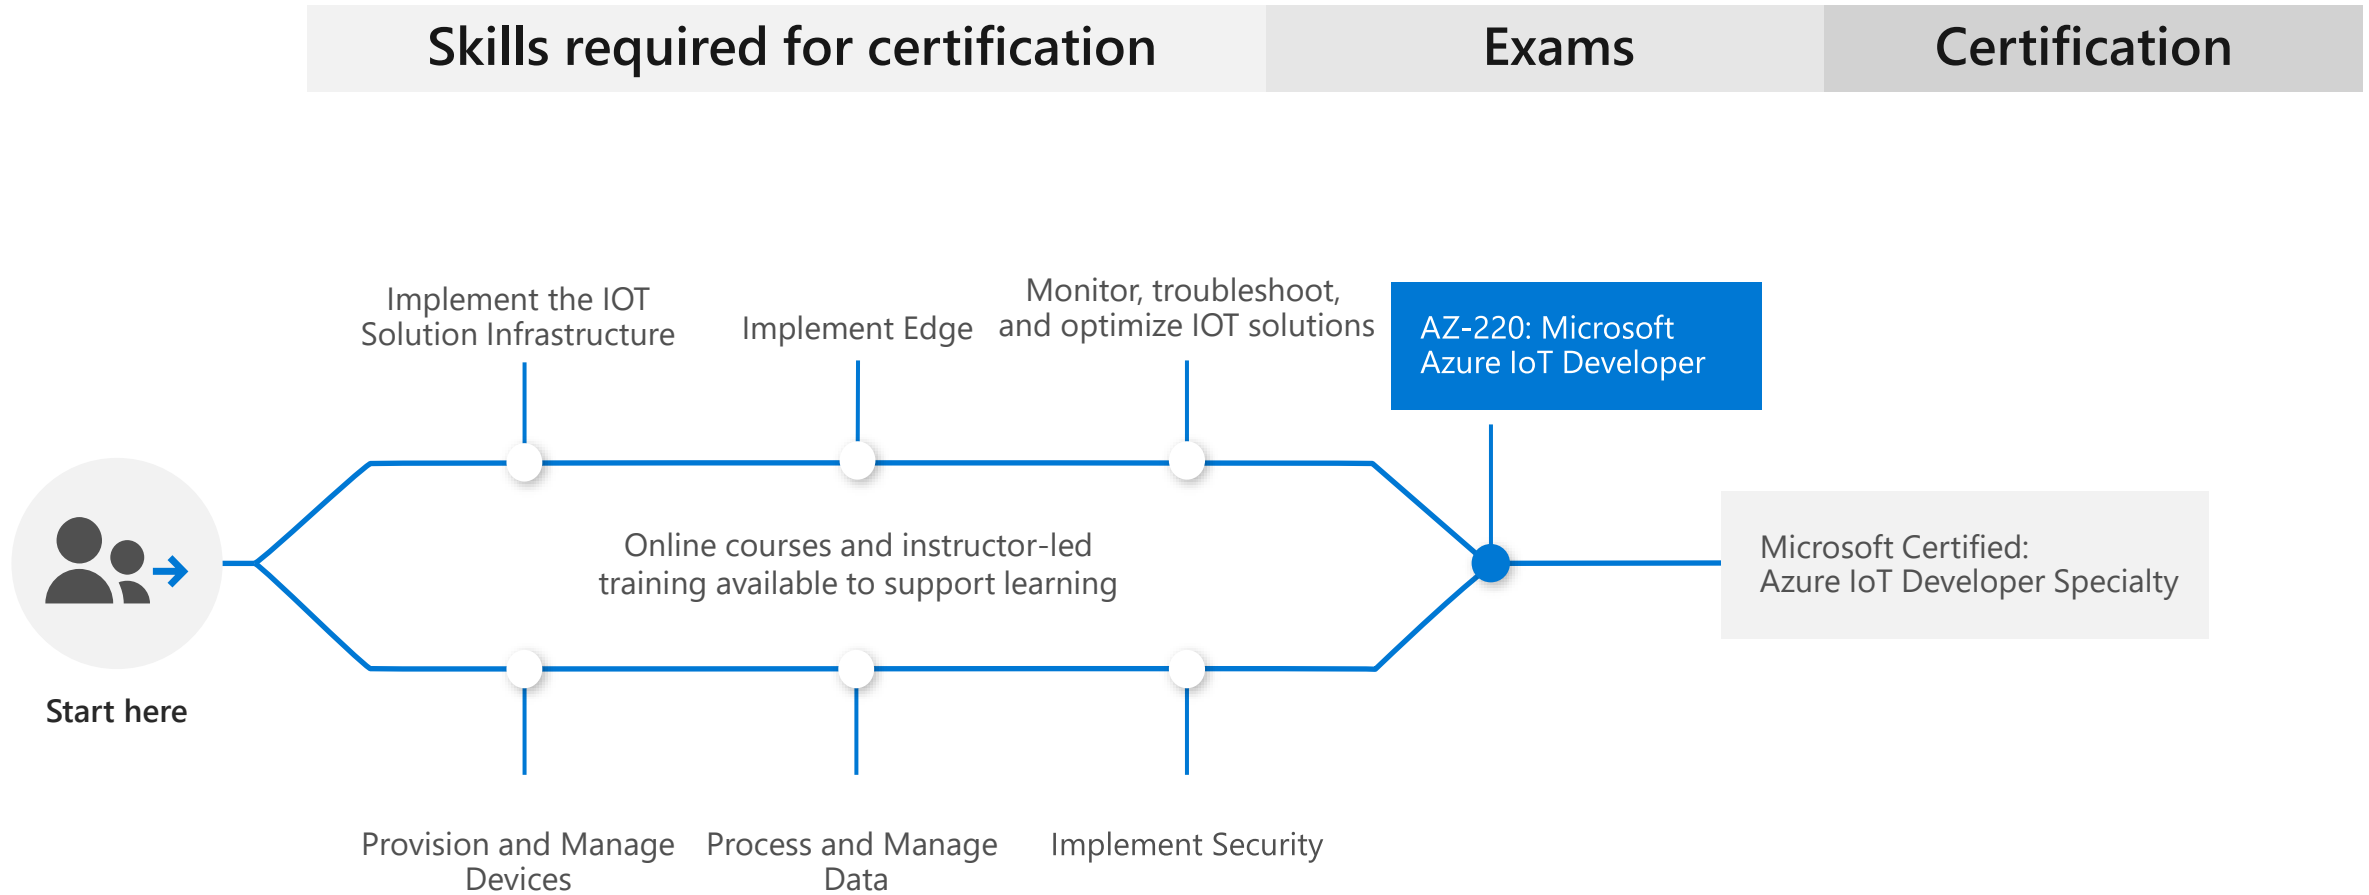 Skills required for certification
Exams
Certification
Implement the IOT
Solution Infrastructure
Implement Edge
Monitor, troubleshoot,
and optimize IOT solutions
AZ-220: Microsoft
Azure IoT Developer
Online courses and instructor-led
training available to support learning
Microsoft Certified:
Azure IoT Developer Specialty
Start here
Provision and Manage
Devices
Process and Manage
Data
Implement Security